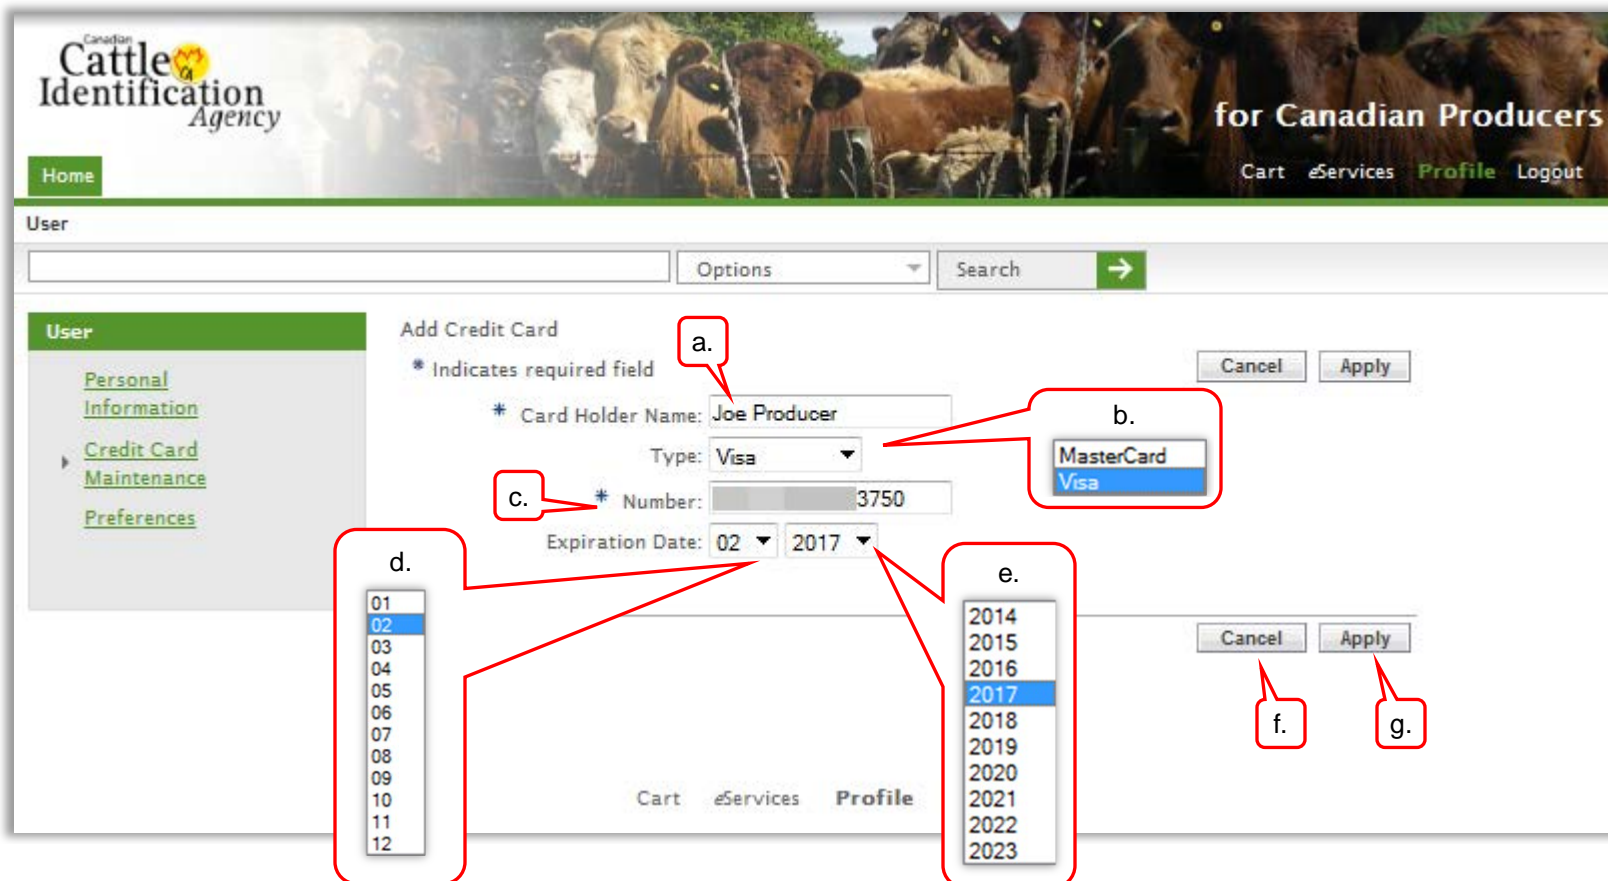 Canadian
Cattle
Identification
Agency
for Canadian Producers
Home
Cart eServices Profile Logout
User
Options Search
User
Personal
Information
Credit Card
Maintenance
Preferences
Add Credit Card
* Indicates required field
Cancel Apply
a.
* Card Holder Name: Joe Producer
Type: Visa
b.
MasterCard
Visa
c.
* Number: 3750
Expiration Date: 02 2017
d.
01
02
03
04
05
06
07
08
09
10
11
12
e.
2014
2015
2016
2017
2018
2019
2020
2021
2022
2023
Cancel Apply
f.
g.
Cart eServices Profile